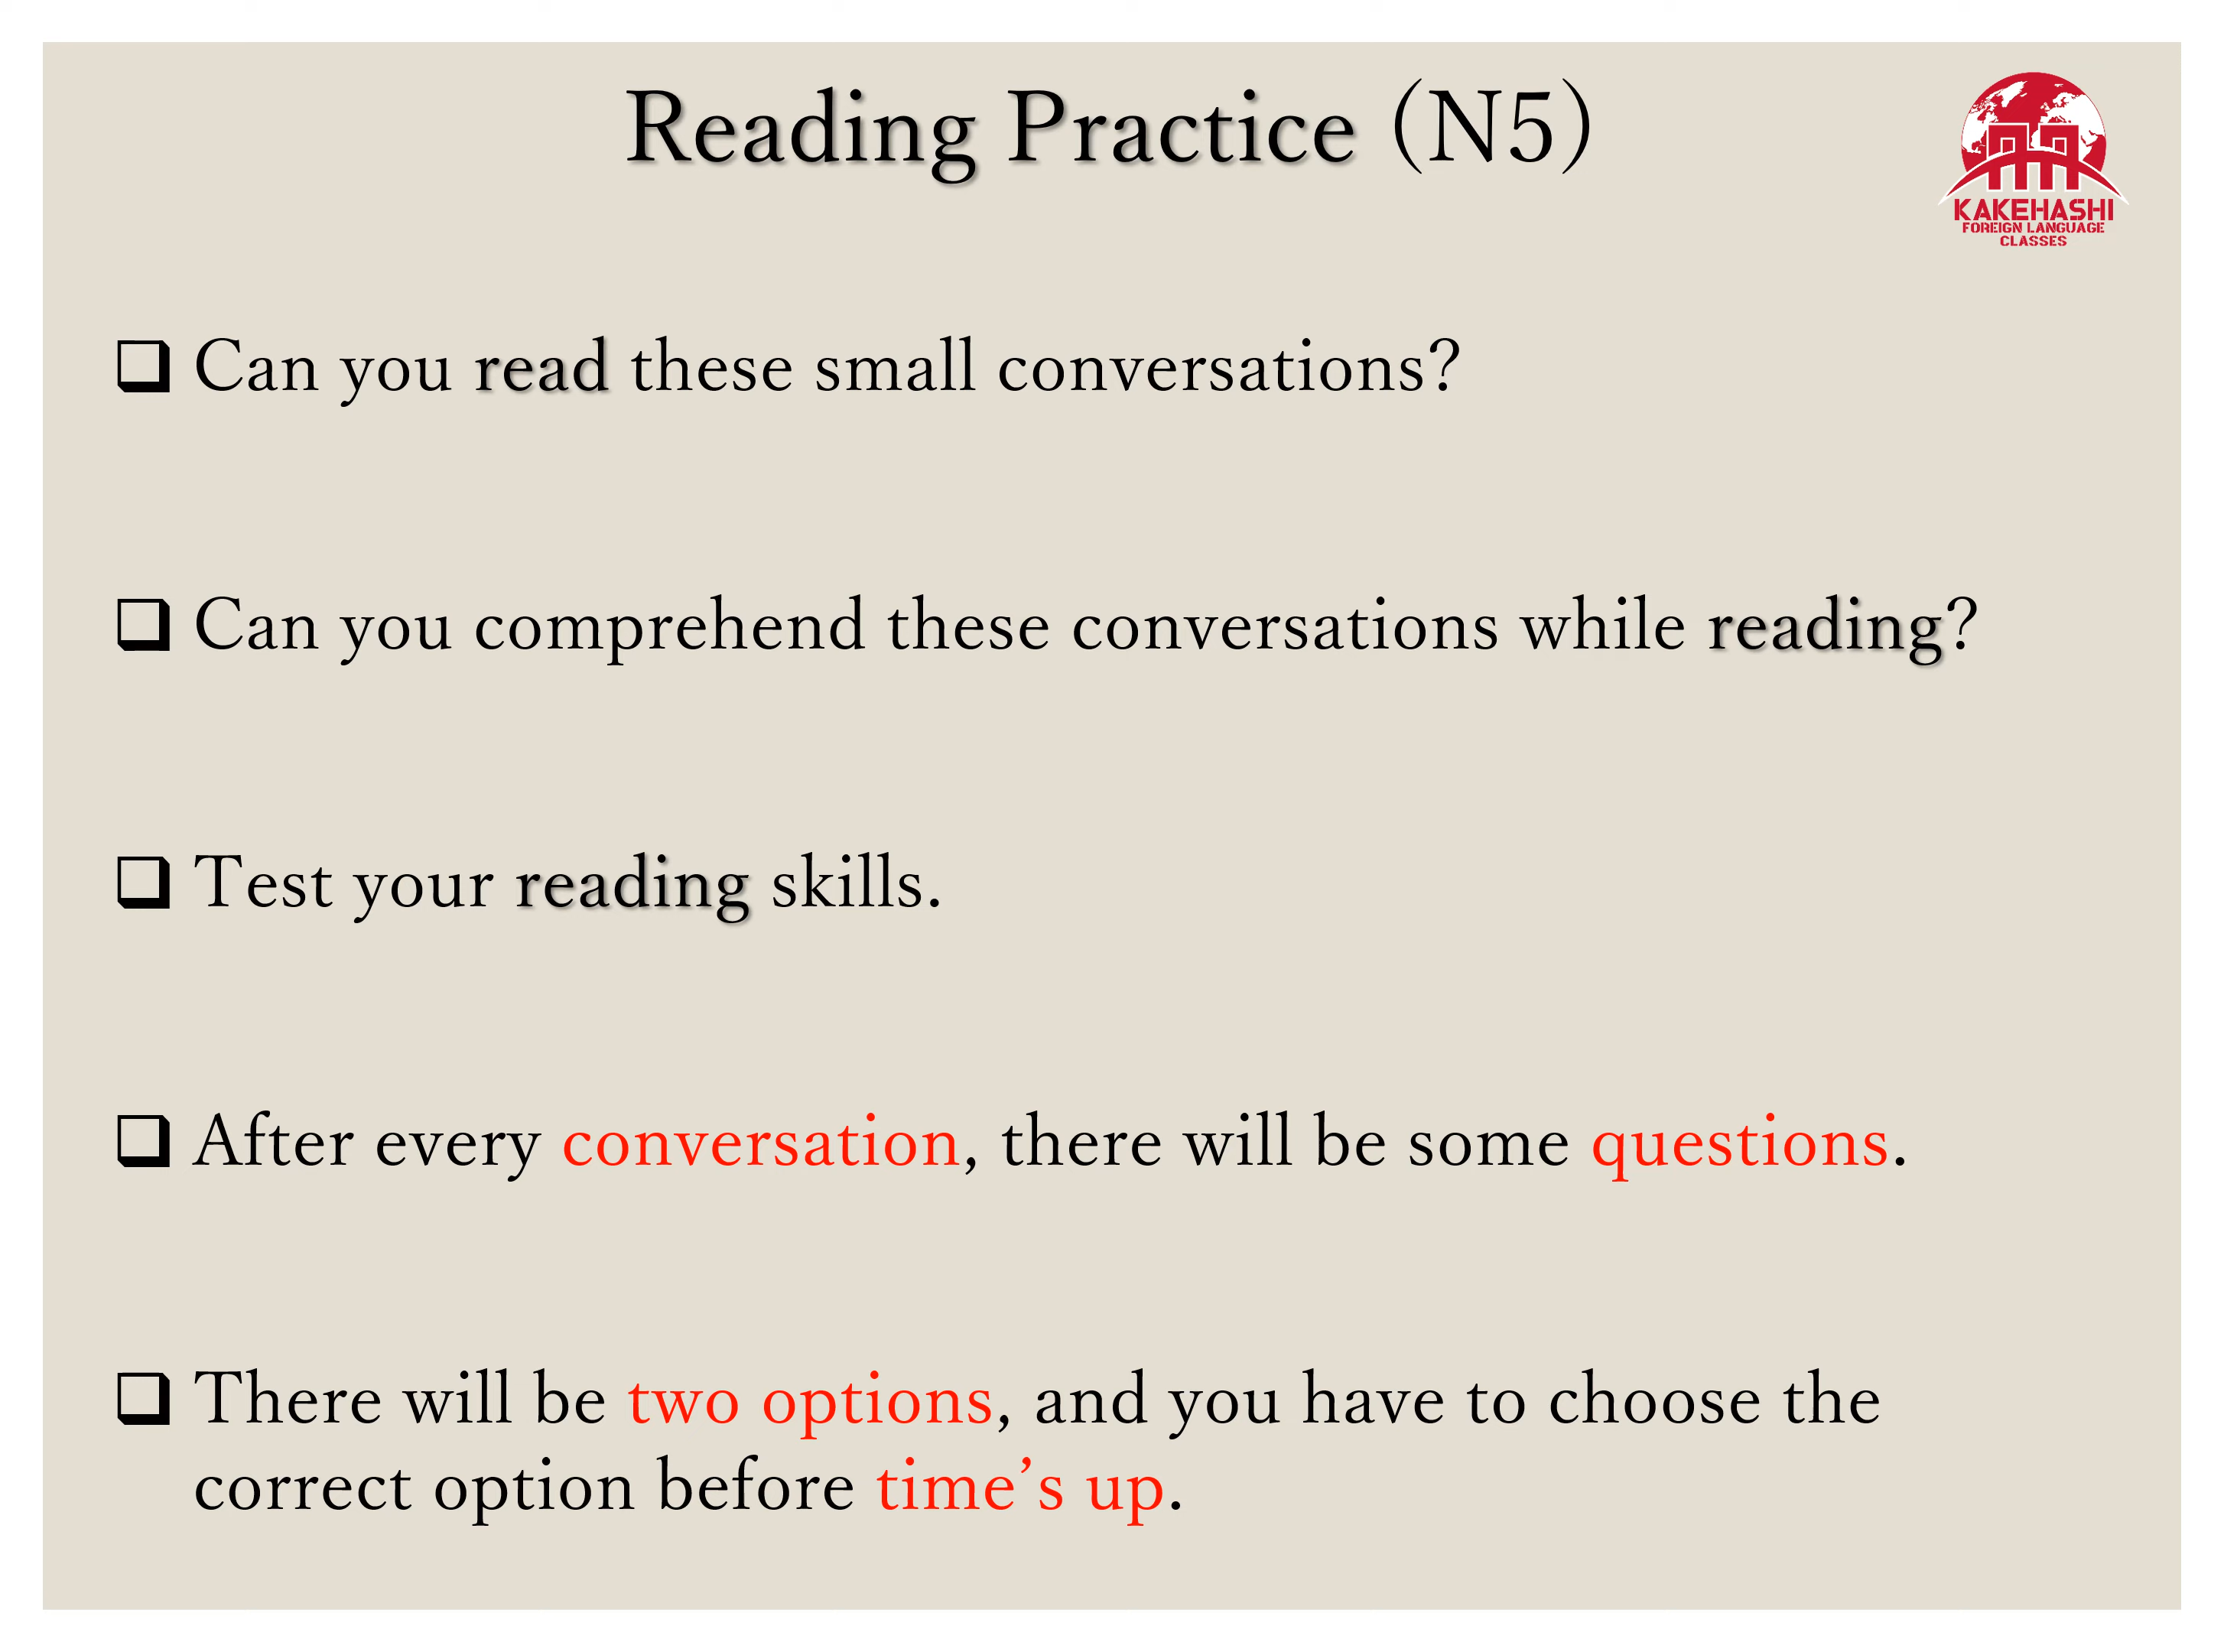 Reading Practice (N5)
KAKEHASHI
FOREIGN LANGUAGE
CLASSES
Can you read these small conversations?
Can you comprehend these conversations while reading?
Test your reading skills.
After every conversation, there will be some questions.
There will be two options, and you have to choose the
correct option before time’s up.